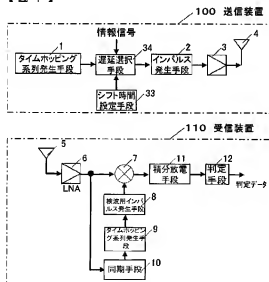 100 送信装置
情報信号
1
34
2
3
4
タイムホッピング
系列発生手段
遅延選択
手段
インパルス
発生手段
シフト時間
設定手段
33
110 受信装置
5
6
7
11
12
LNA
積分放電
手段
判定
手段
判定データ
検波用インパ
ルス発生手段
8
タイムホッピン
グ系列発生手段
9
同期手段
10